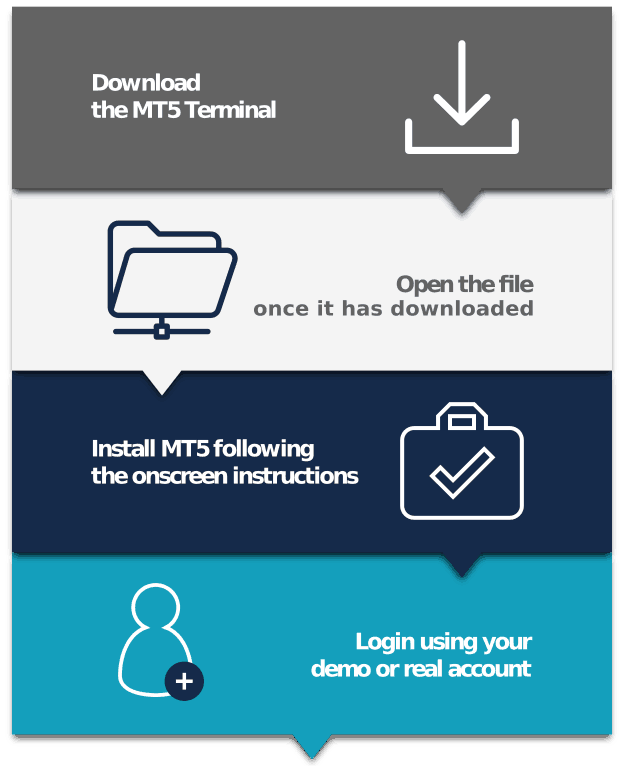 Download
the MT5 Terminal
Open the file
once it has downloaded
Install MT5 following
the onscreen instructions
Login using your
demo or real account